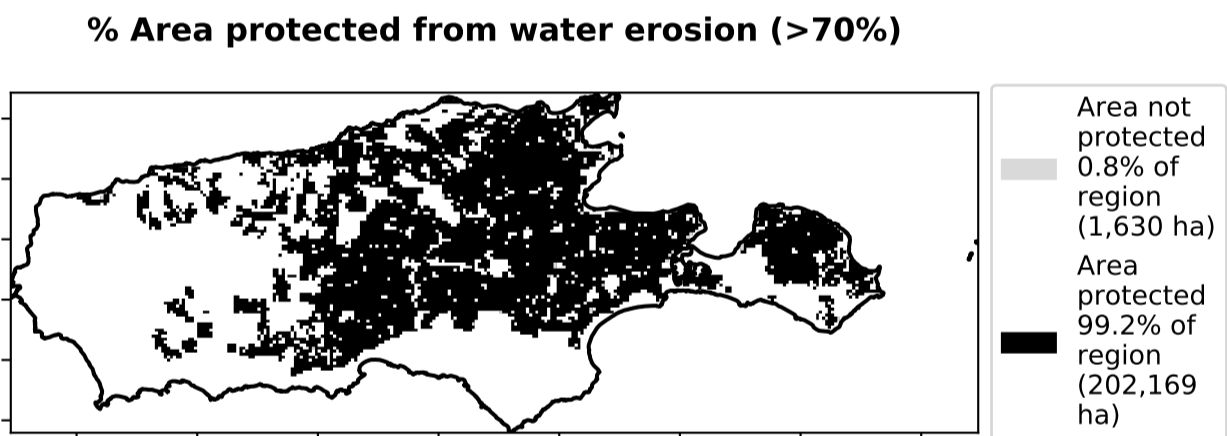 % Area protected from water erosion (>70%)
Area not
protected
0.8% of
region
(1,630 ha)
Area
protected
99.2% of
region
(202,169
ha)